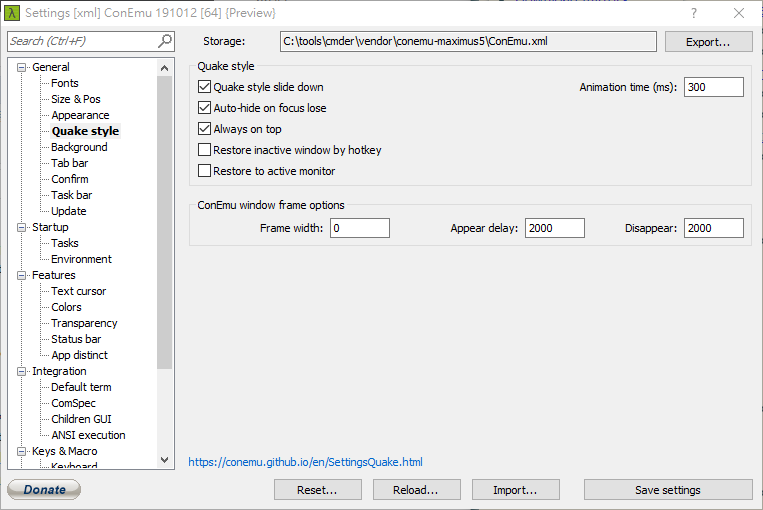 Settings [xml] ConEmu 191012 [64] {Preview}
Search (Ctrl+F)
Storage:
C:\tools\cmder\vendor\conemu-maximus5\ConEmu.xml
Export...
General
Fonts
Size & Pos
Appearance
Quake style
Background
Tab bar
Confirm
Task bar
Update
Startup
Tasks
Environment
Features
Text cursor
Colors
Transparency
Status bar
App distinct
Integration
Default term
ComSpec
Children GUI
ANSI execution
Keys & Macro
Keyboard
Quake style
Quake style slide down
Animation time (ms): 300
Auto-hide on focus lose
Always on top
Restore inactive window by hotkey
Restore to active monitor
ConEmu window frame options
Frame width: 0 Appear delay: 2000 Disappear: 2000
https://conemu.github.io/en/SettingsQuake.html
Donate
Reset... Reload... Import... Save settings